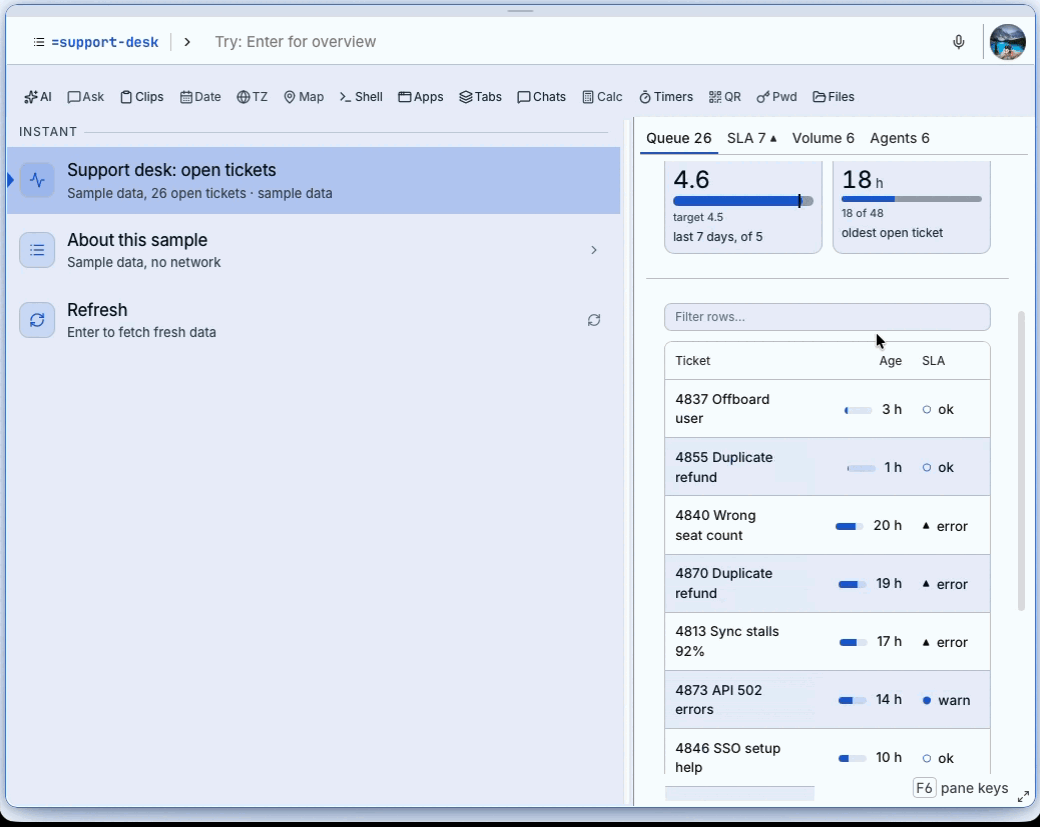 =support-desk
Try: Enter for overview
AI Ask Clips Date TZ Map Shell Apps Tabs Chats Calc Timers QR Pwd Files
INSTANT
Support desk: open tickets
Sample data, 26 open tickets · sample data
About this sample
Sample data, no network
Refresh
Enter to fetch fresh data
Queue 26 SLA 7 ▲ Volume 6 Agents 6
4.6
target 4.5
last 7 days, of 5
18 h
18 of 48
oldest open ticket
Filter rows...
Ticket Age SLA
4837 Offboard
user
3 h ok
4855 Duplicate
refund
1 h ok
4840 Wrong
seat count
20 h ▲ error
4870 Duplicate
refund
19 h ▲ error
4813 Sync stalls
92%
17 h ▲ error
4873 API 502
errors
14 h warn
4846 SSO setup
help
10 h ok
F6 pane keys